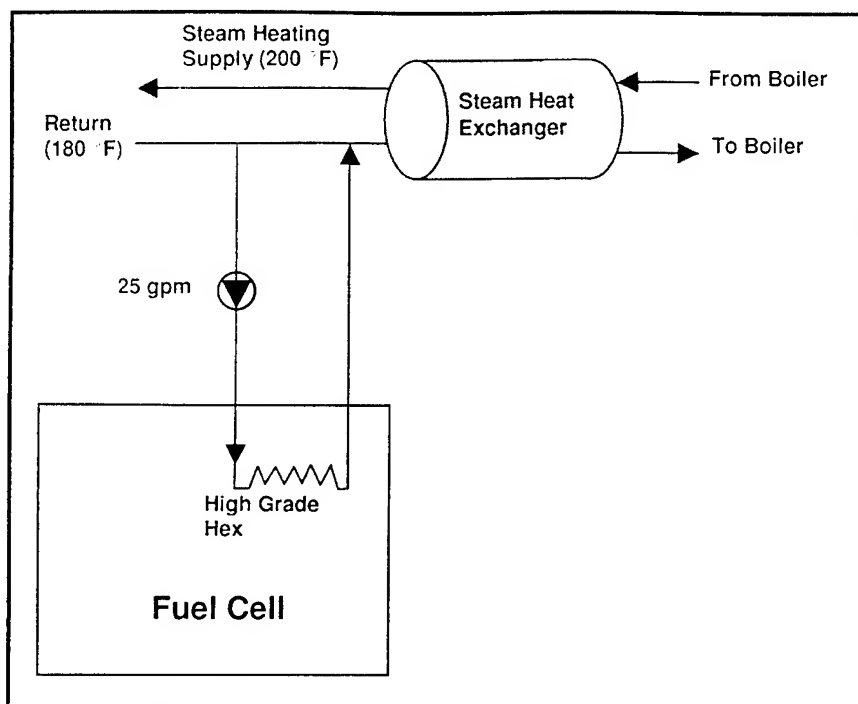 Steam Heating
Supply (200 °F)
Return
(180 °F)
Steam Heat
Exchanger
From Boiler
To Boiler
25 gpm
High Grade
Hex
Fuel Cell